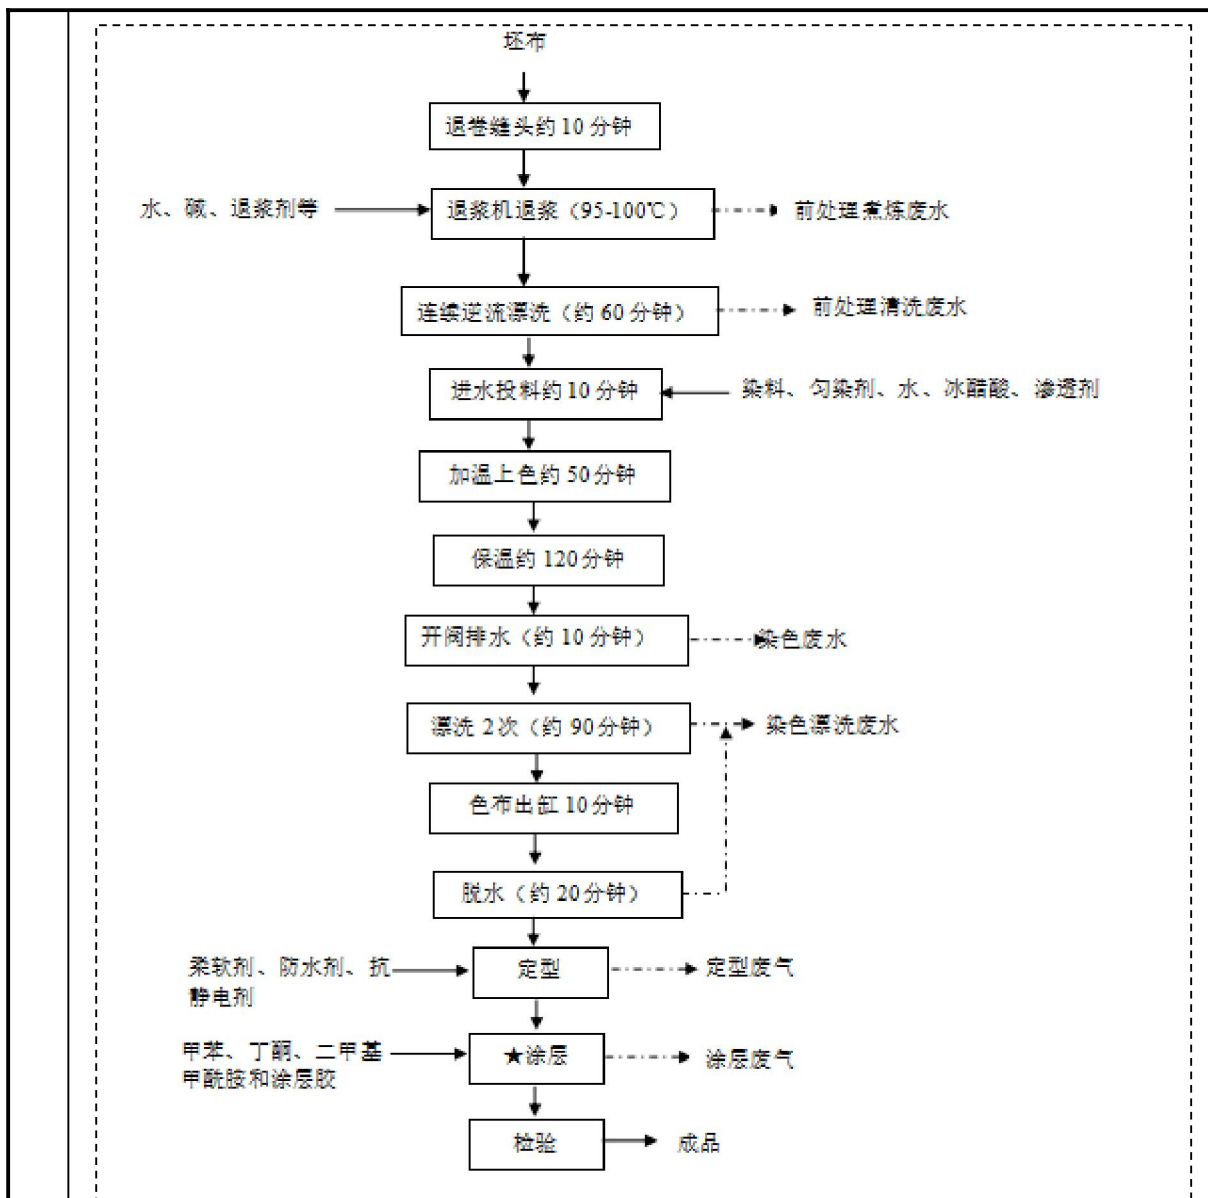 坯布
退卷缝头约10分钟
水、碱、退浆剂等
退浆机退浆（95-100℃）
前处理煮炼废水
连续逆流漂洗（约60分钟）
前处理清洗废水
进水投料约10分钟
染料、匀染剂、水、冰醋酸、渗透剂
加温上色约50分钟
保温约120分钟
开阀排水（约10分钟）
染色废水
漂洗2次（约90分钟）
染色漂洗废水
色布出缸10分钟
脱水（约20分钟）
柔软剂、防水剂、抗
静电剂
定型
定型废气
甲苯、丁酮、二甲基
甲酰胺和涂层胶
★涂层
涂层废气
检验
成品